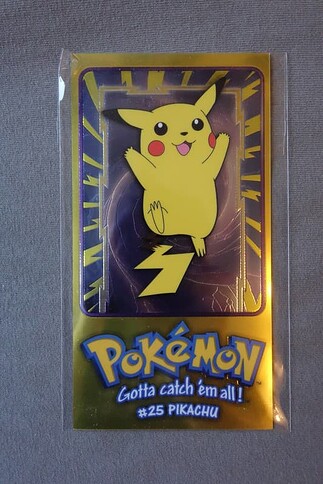 POKéMON
Gotta catch 'em all!
#25 PIKACHU